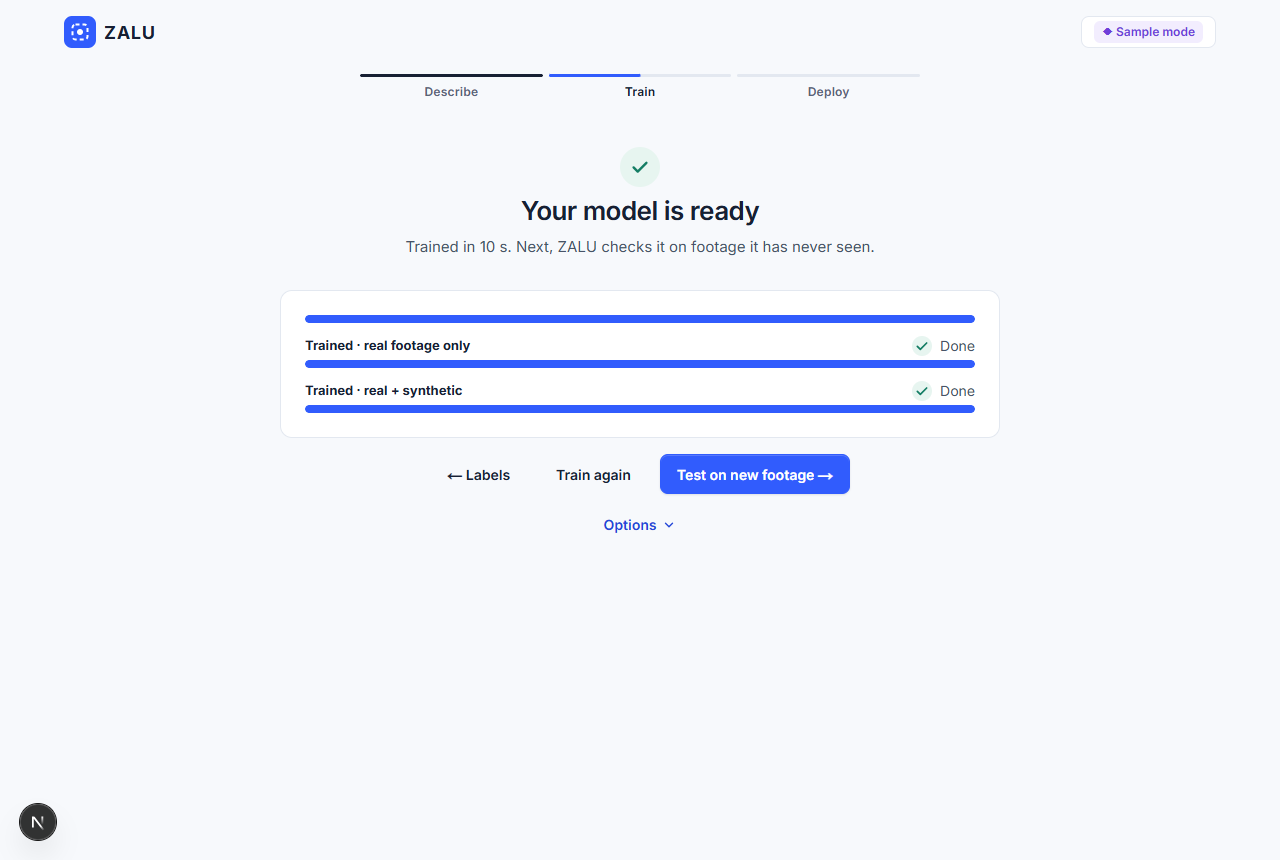 ZALU
Sample mode
Describe
Train
Deploy
Your model is ready
Trained in 10 s. Next, ZALU checks it on footage it has never seen.
Trained · real footage only
Done
Trained · real + synthetic
Done
← Labels
Train again
Test on new footage →
Options
N